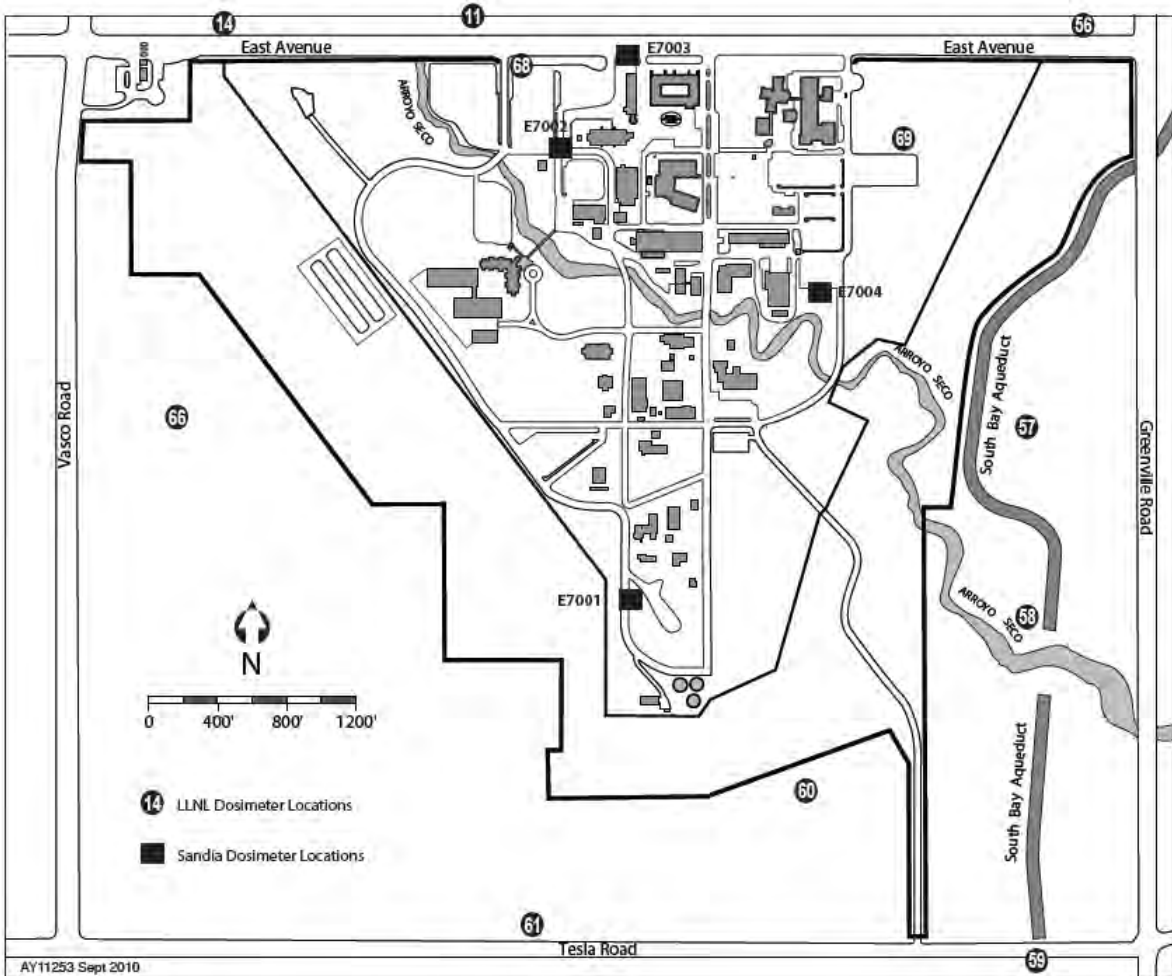 14
11
56
East Avenue
E7003
East Avenue
68
ARROYO SECO
E7002
69
E7004
ARROYO SECO
South Bay Aqueduct
57
Vasco Road
66
Greenville Road
E7001
ARROYO SECO
58
N
0 400' 800' 1200'
60
South Bay Aqueduct
14 LLNL Dosimeter Locations
Sandia Dosimeter Locations
61
Tesla Road
59
AY11253 Sept 2010